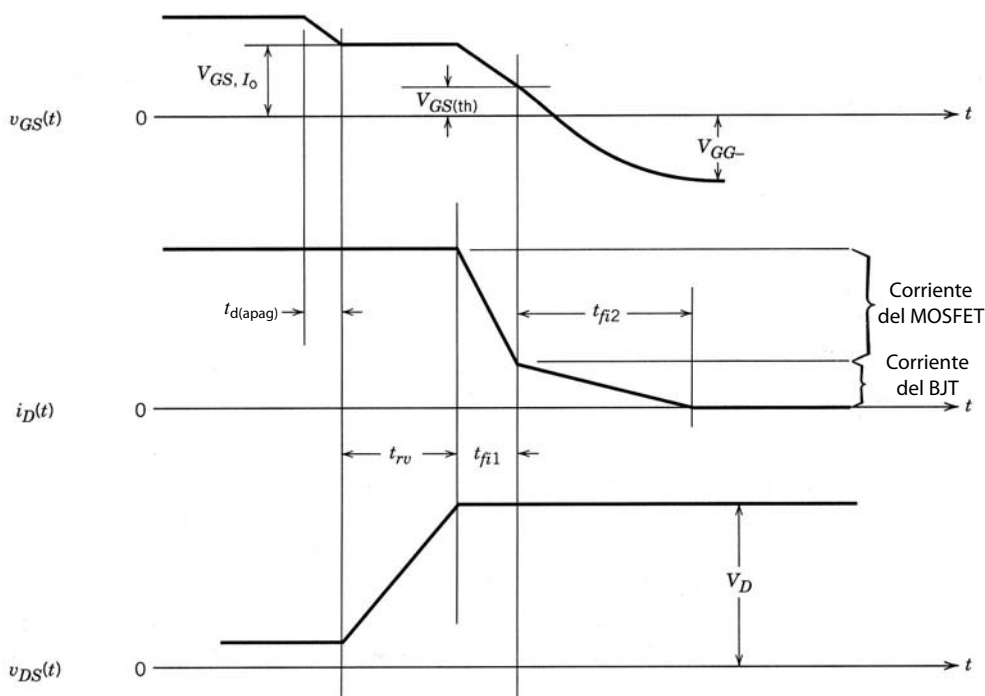 V_{GS, I_o}
V_{GS(th)}
v_{GS}(t)
0
t
V_{GG–}
t_{d(apag)}
t_{fi2}
Corriente
del MOSFET
Corriente
del BJT
i_D(t)
0
t
t_{rv}
t_{fi1}
V_D
v_{DS}(t)
0
t